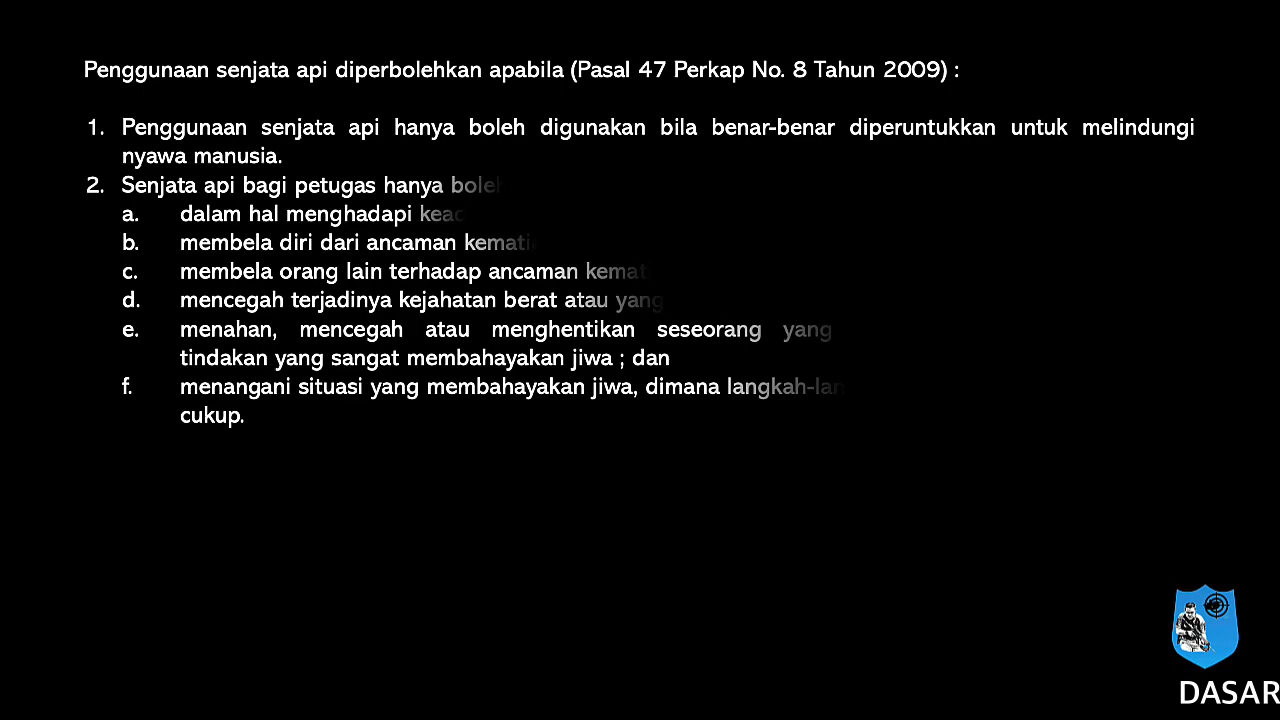 Penggunaan senjata api diperbolehkan apabila (Pasal 47 Perkap No. 8 Tahun 2009) :
1. Penggunaan senjata api hanya boleh digunakan bila benar-benar diperuntukkan untuk melindungi
nyawa manusia.
2. Senjata api bagi petugas hanya boleh
a. dalam hal menghadapi
b. membela diri dari ancaman
c. membela orang lain terhadap ancaman
d. mencegah terjadinya kejahatan berat atau yang
e. menahan, mencegah atau menghentikan seseorang yang
tindakan yang sangat membahayakan jiwa ; dan
f. menangani situasi yang membahayakan jiwa, dimana
cukup.
DASAR